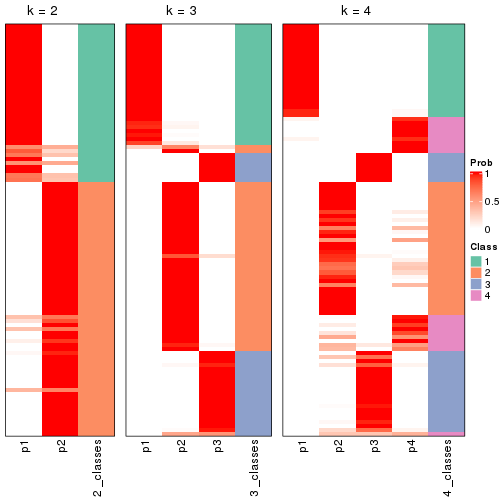 k = 2
k = 3
k = 4
p1
p2
2_classes
p1
p2
p3
3_classes
p1
p2
p3
p4
4_classes
Prob
1
0.5
0
Class
1
2
3
4